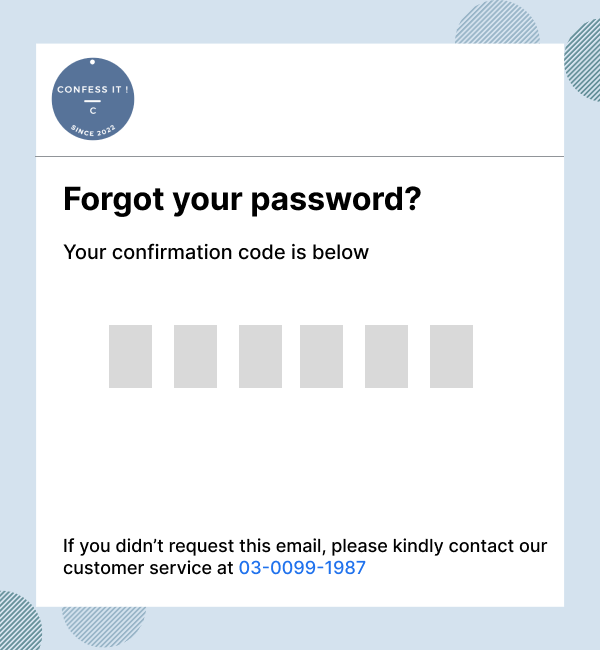 CONFESS IT !
C
SINCE 2022
Forgot your password?
Your confirmation code is below
If you didn’t request this email, please kindly contact our
customer service at 03-0099-1987